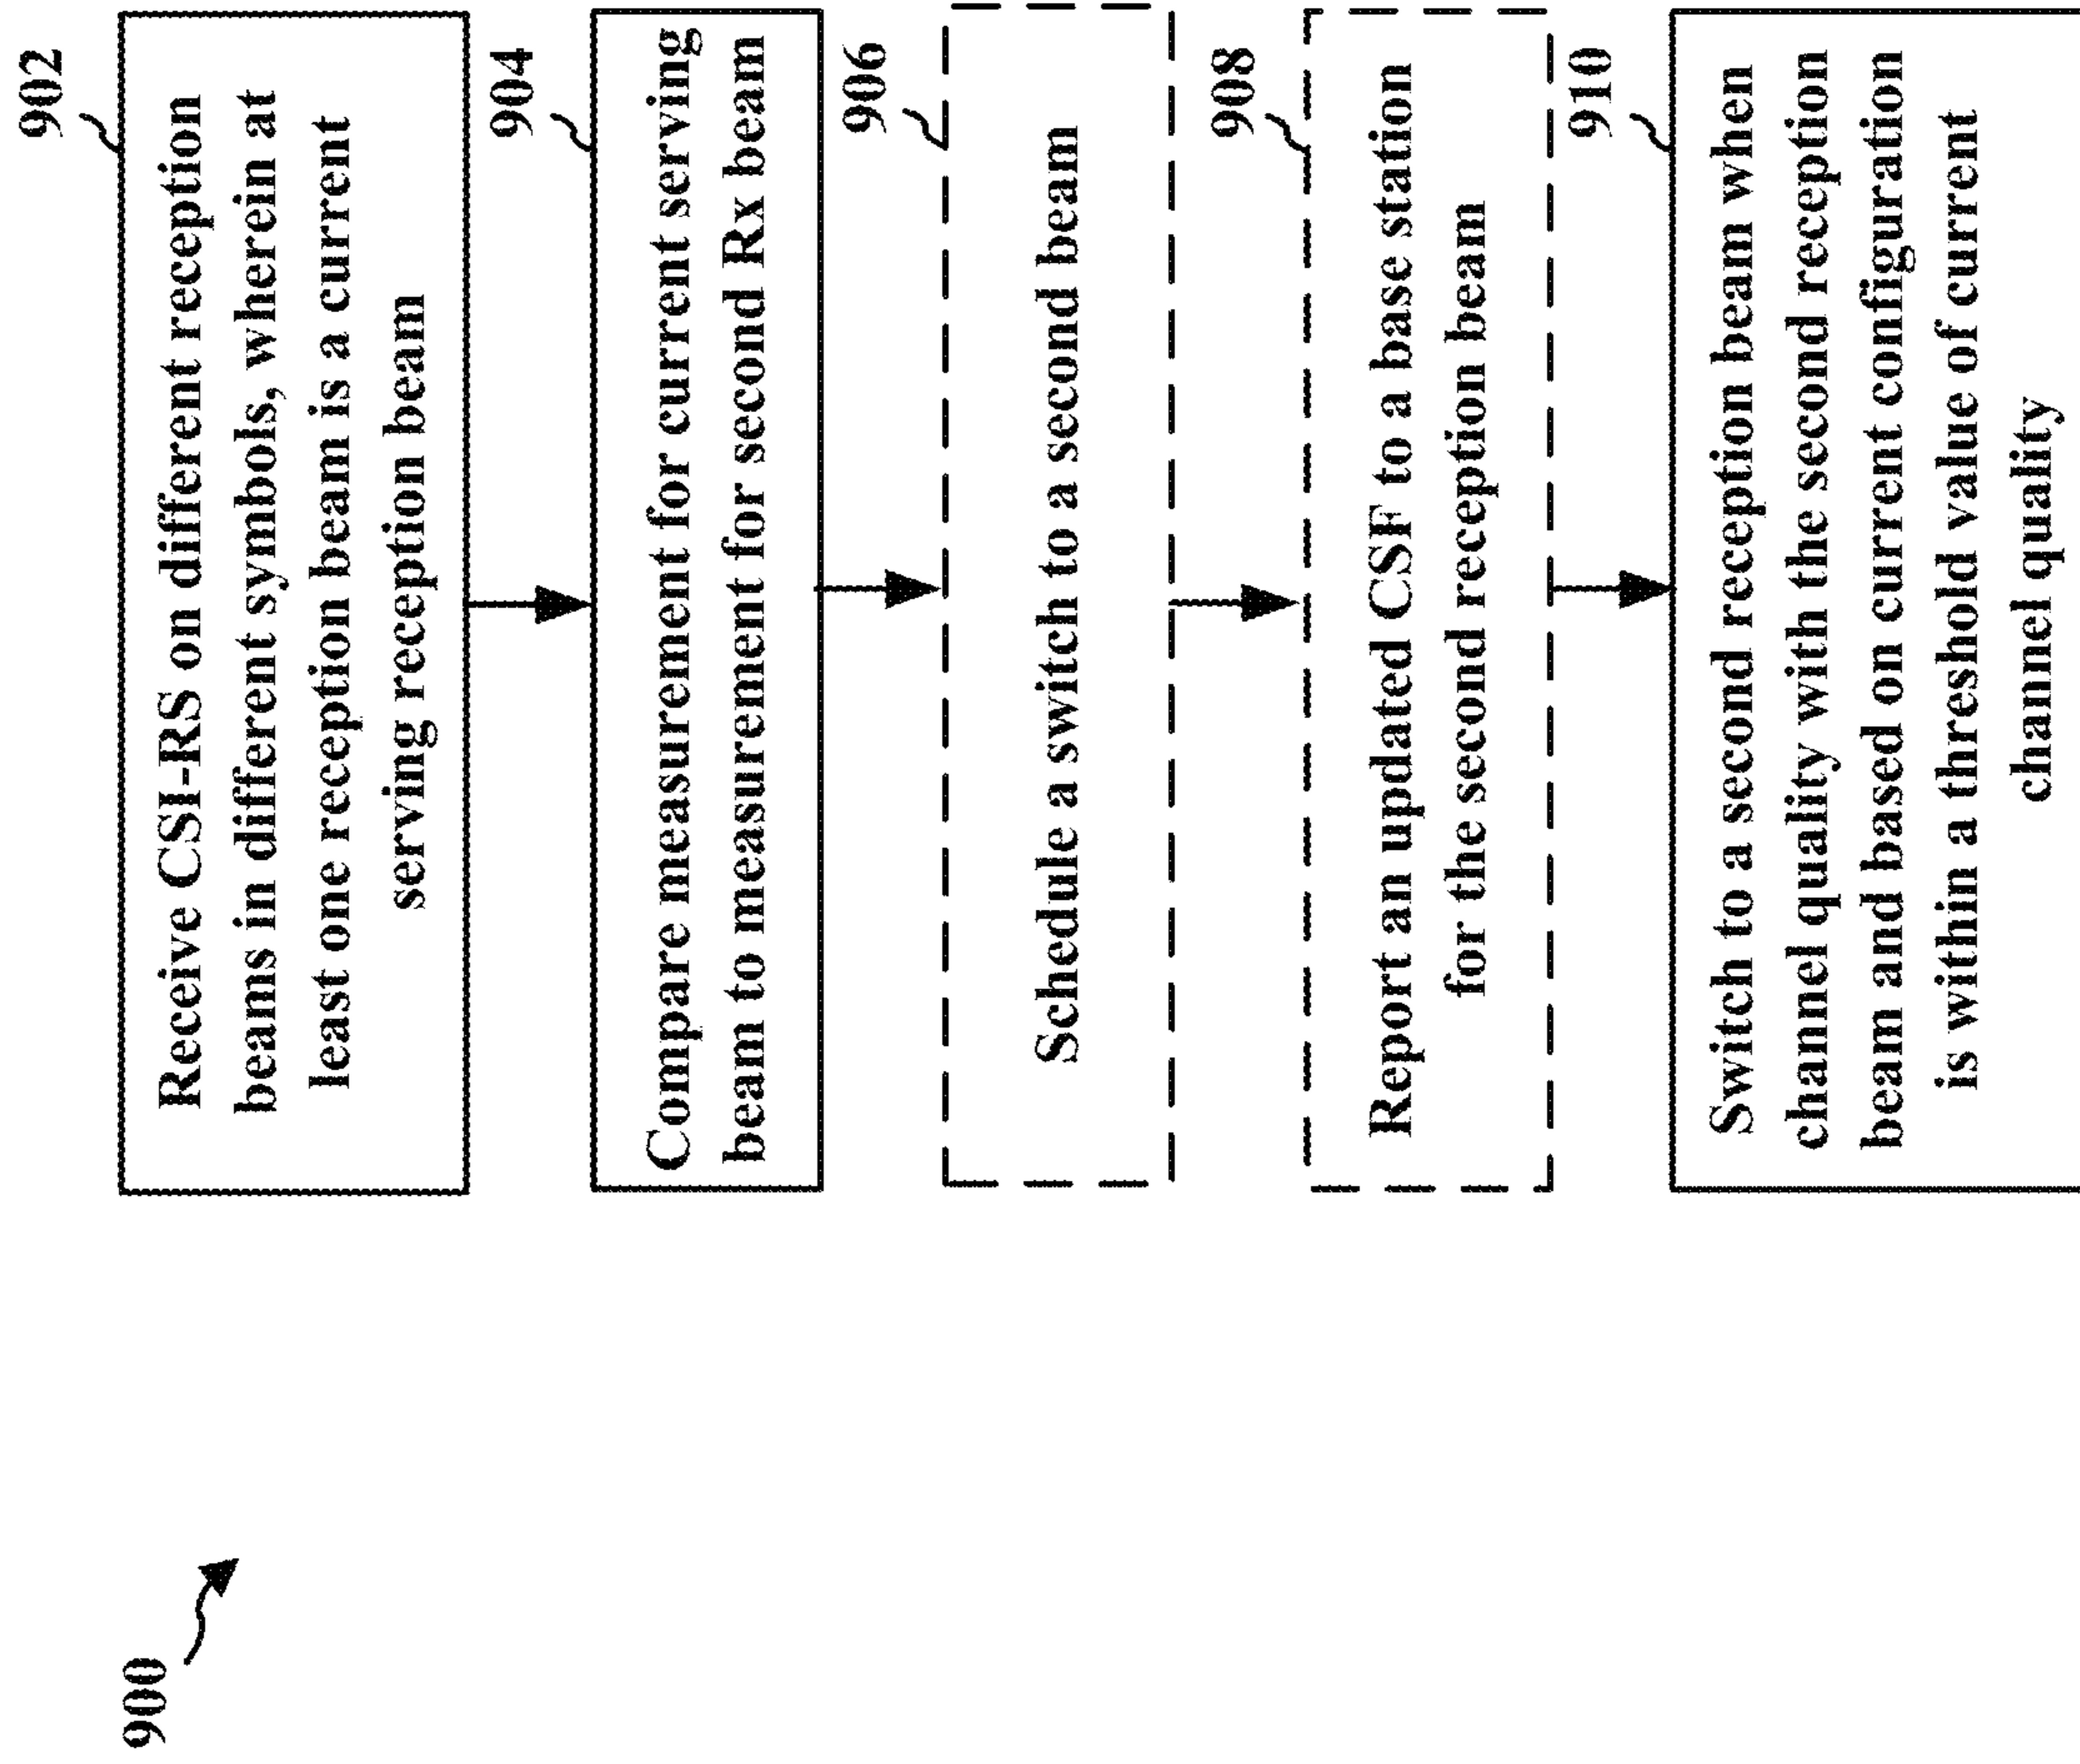 900
902
Receive CSI-RS on different reception
beams in different symbols, wherein at
least one reception beam is a current
serving reception beam
904
Compare measurement for current serving
beam to measurement for second Rx beam
906
Schedule a switch to a second beam
908
Report an updated CSF to a base station
for the second reception beam
910
Switch to a second reception beam when
channel quality with the second reception
beam and based on current configuration
is within a threshold value of current
channel quality